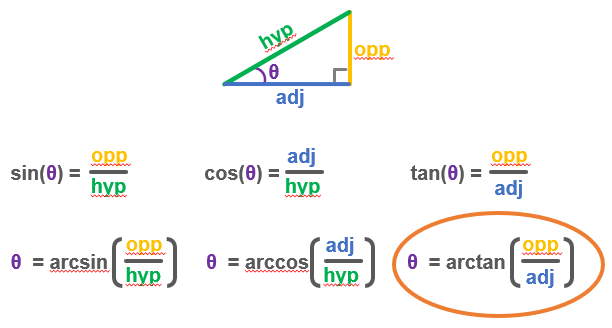 hyp
opp
θ
adj
sin(θ) = opp/hyp
cos(θ) = adj/hyp
tan(θ) = opp/adj
θ = arcsin(opp/hyp)
θ = arccos(adj/hyp)
θ = arctan(opp/adj)